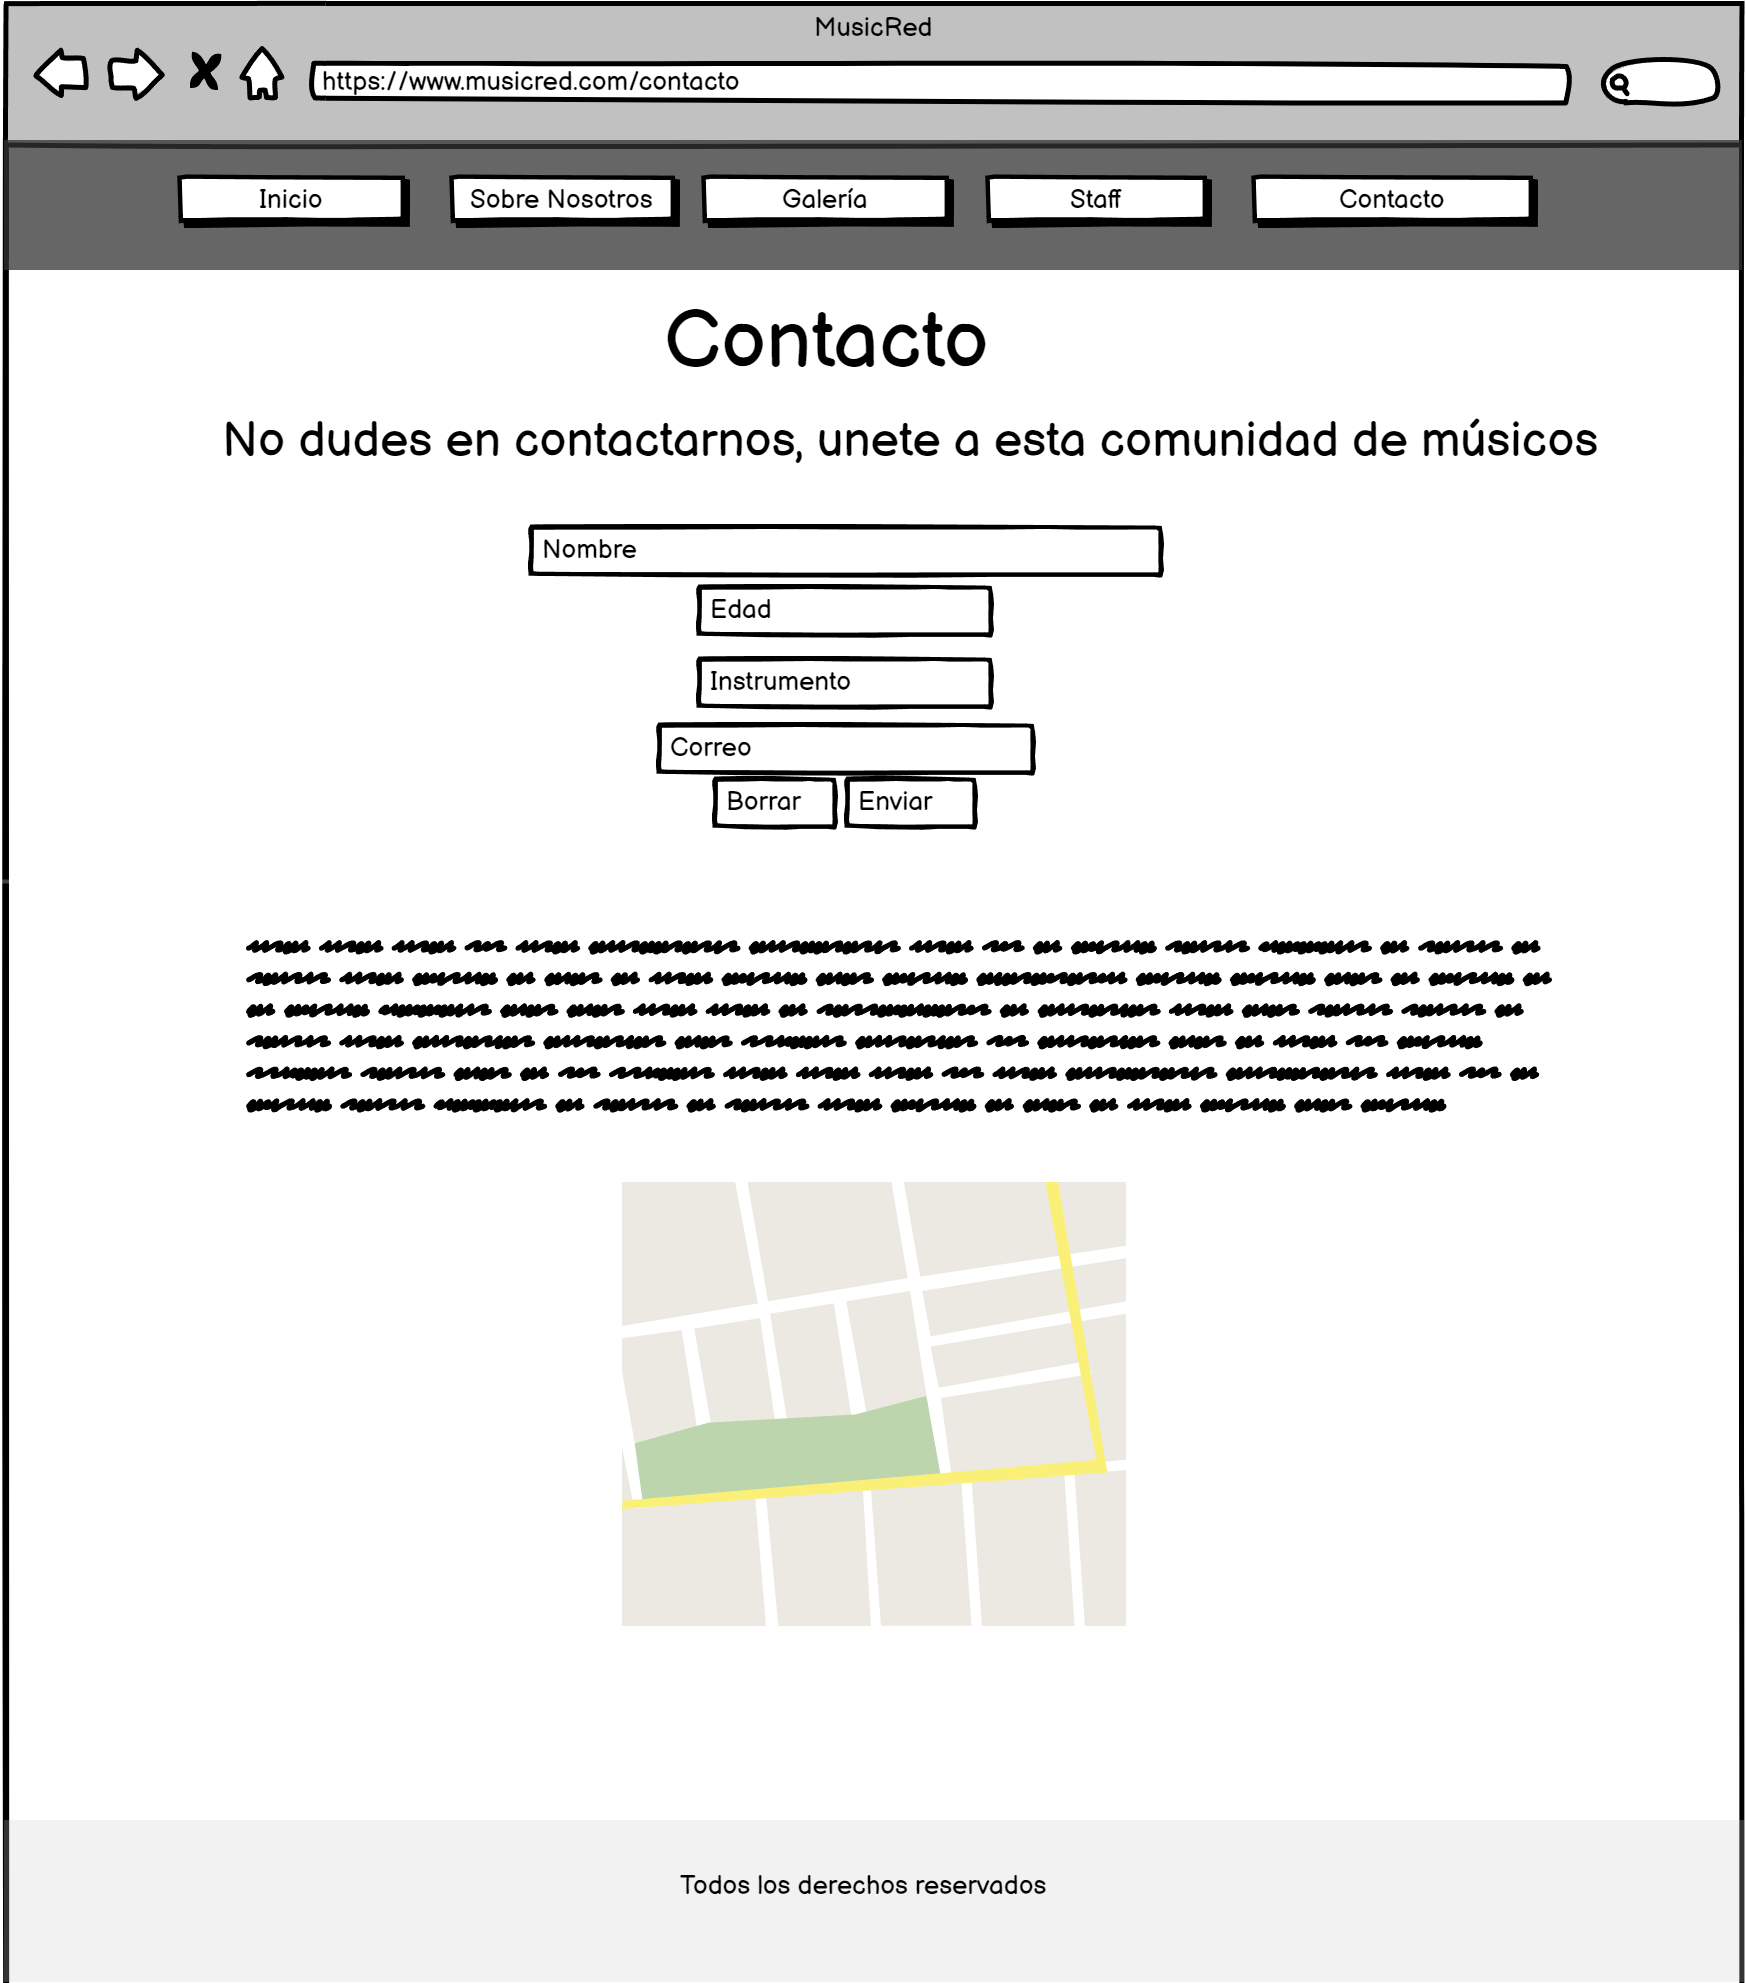 MusicRed
https://www.musicred.com/contacto
Inicio
Sobre Nosotros
Galería
Staff
Contacto
Contacto
No dudes en contactarnos, unete a esta comunidad de músicos
Nombre
Edad
Instrumento
Correo
Borrar
Enviar
Todos los derechos reservados